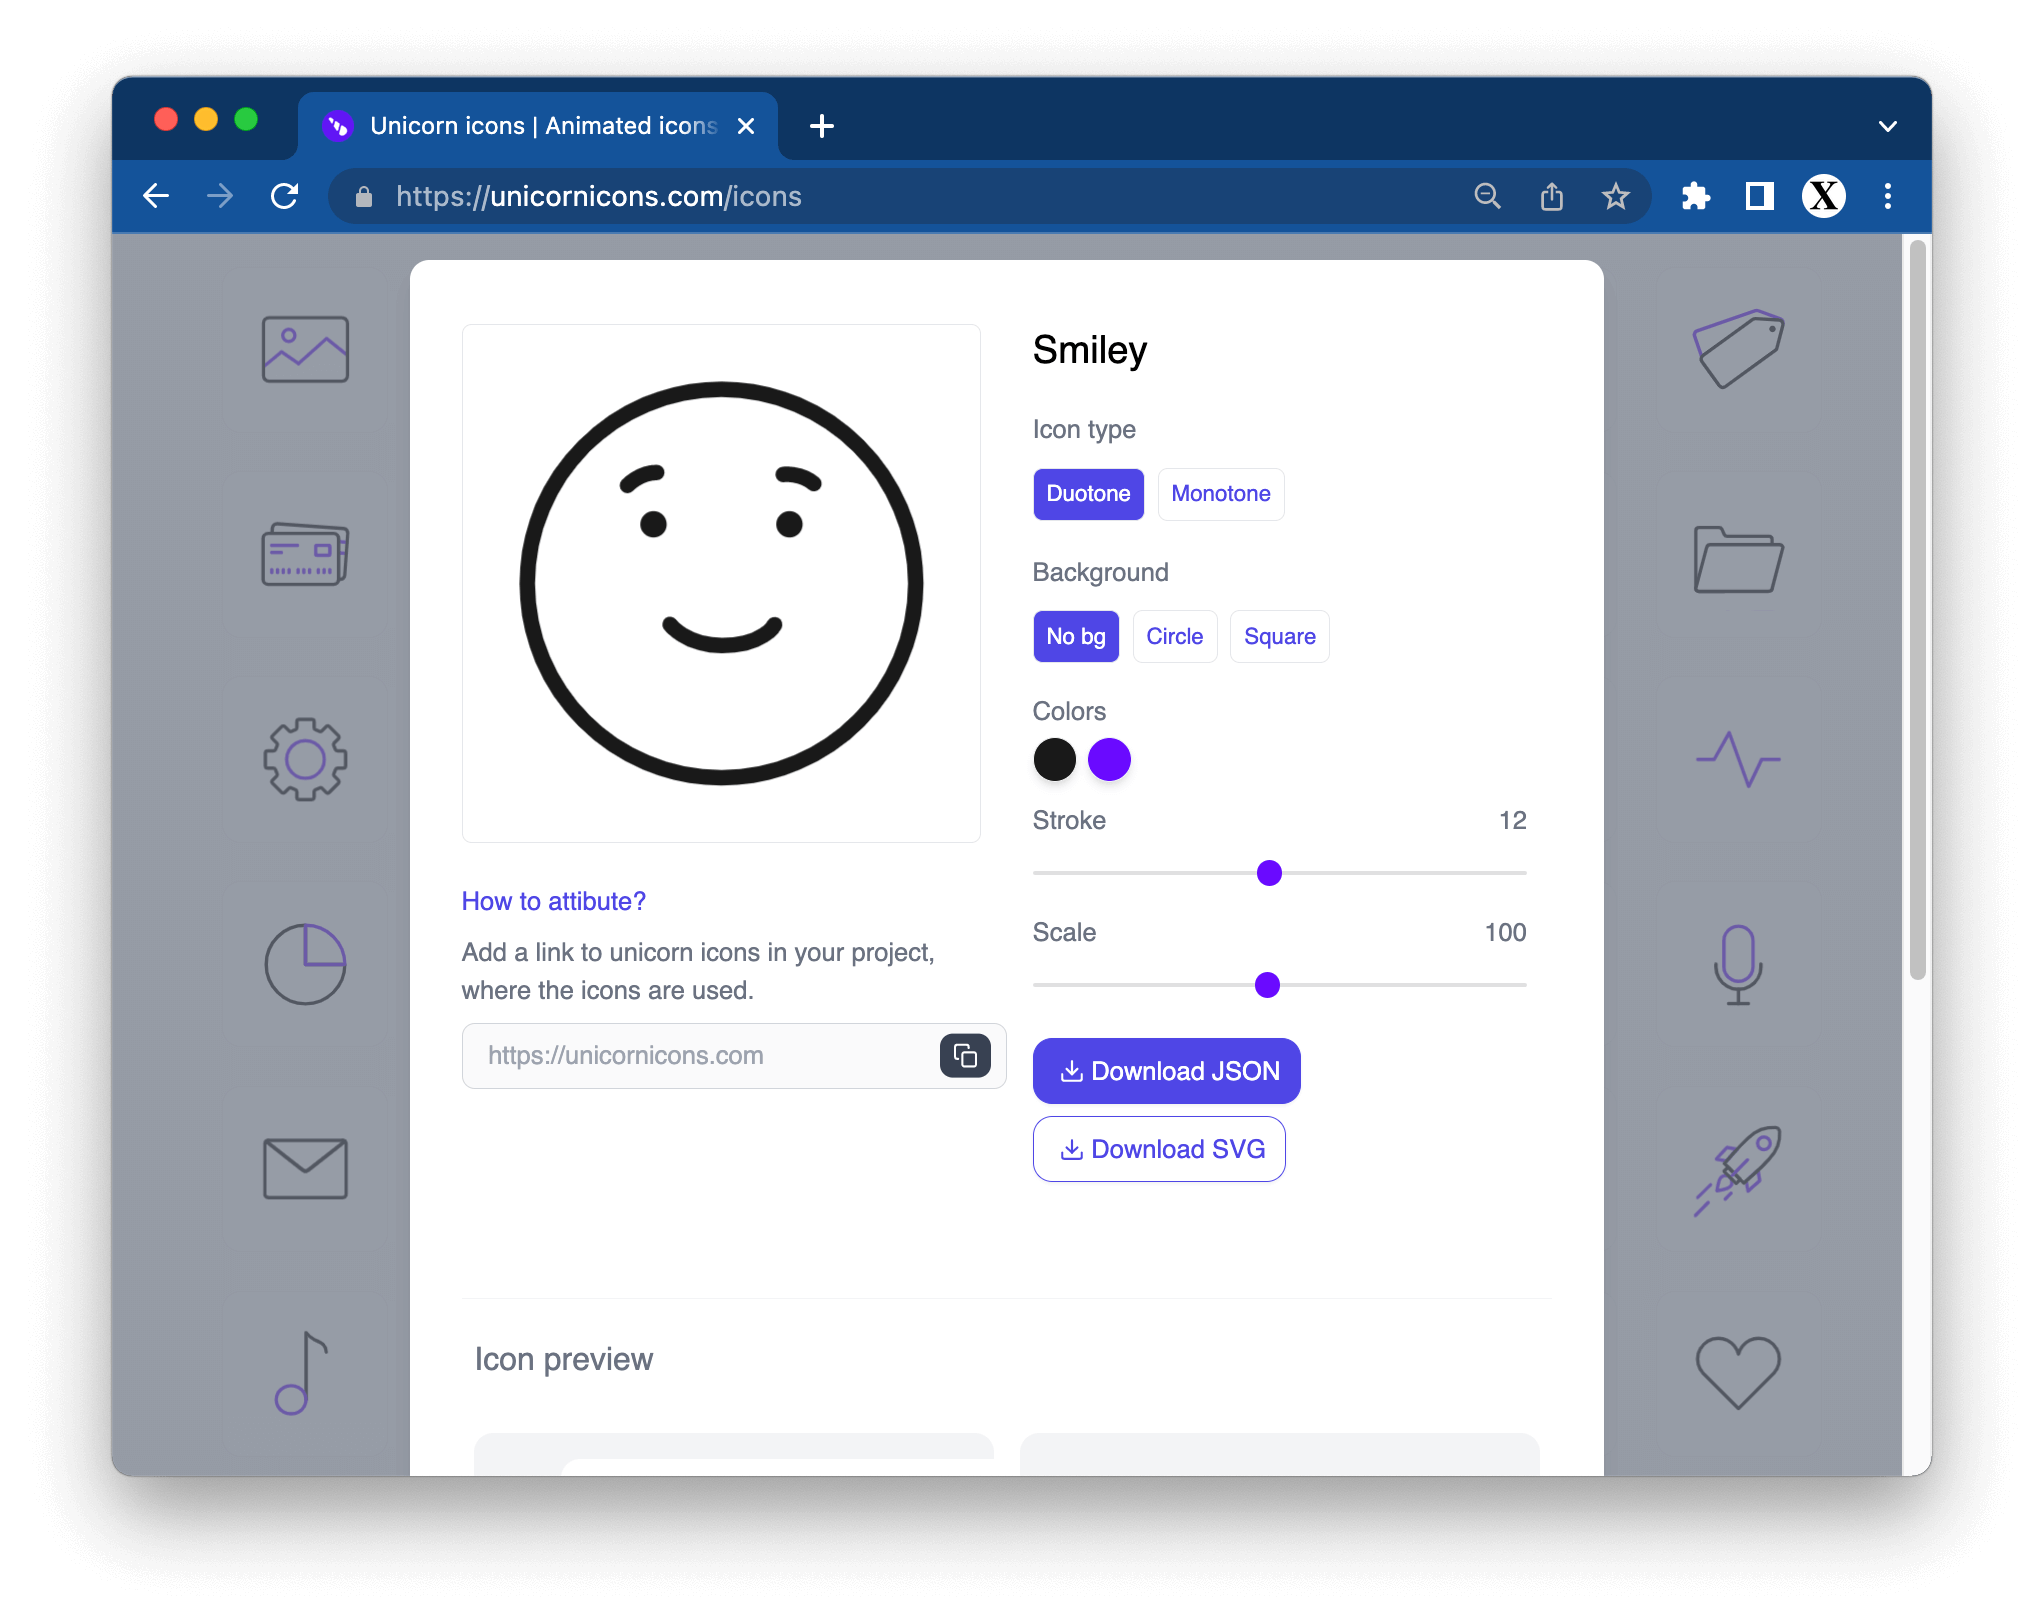 Unicorn icons | Animated icons
https://unicornicons.com/icons
X
Smiley
Icon type
Duotone Monotone
Background
No bg Circle Square
Colors
Stroke 12
Scale 100
Download JSON
Download SVG
How to attibute?
Add a link to unicorn icons in your project,
where the icons are used.
https://unicornicons.com
Icon preview